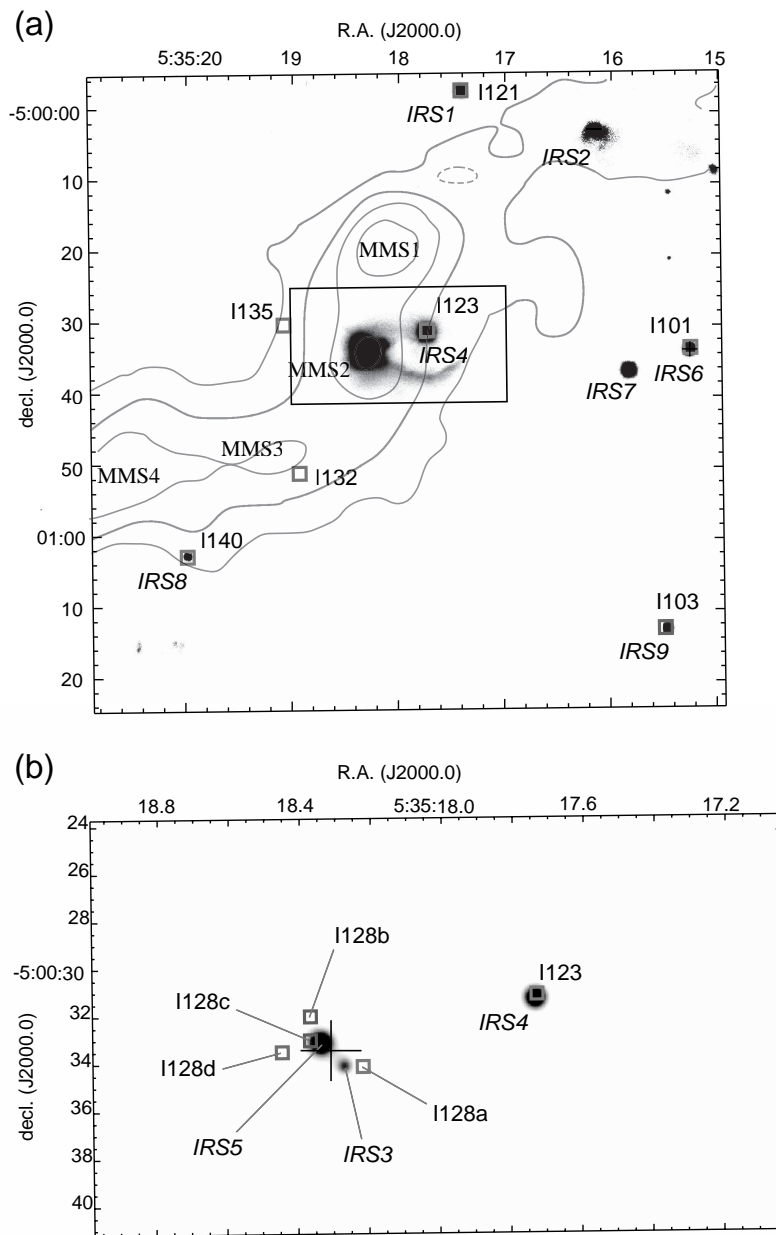 (a)
R.A. (J2000.0)
5:35:20 19 18 17 16 15
-5:00:00
I121
IRS1
IRS2
10
MMS1
20
I135
I123
30
I101
MMS2
IRS4
IRS7
IRS6
40
decl. (J2000.0)
MMS3
50
MMS4
I132
01:00
I140
IRS8
10
I103
IRS9
20
(b)
R.A. (J2000.0)
18.8 18.4 5:35:18.0 17.6 17.2
24
26
28
I128b
-5:00:30
I123
I128c
32
IRS4
34
I128d
decl. (J2000.0)
36
I128a
IRS5
IRS3
38
40